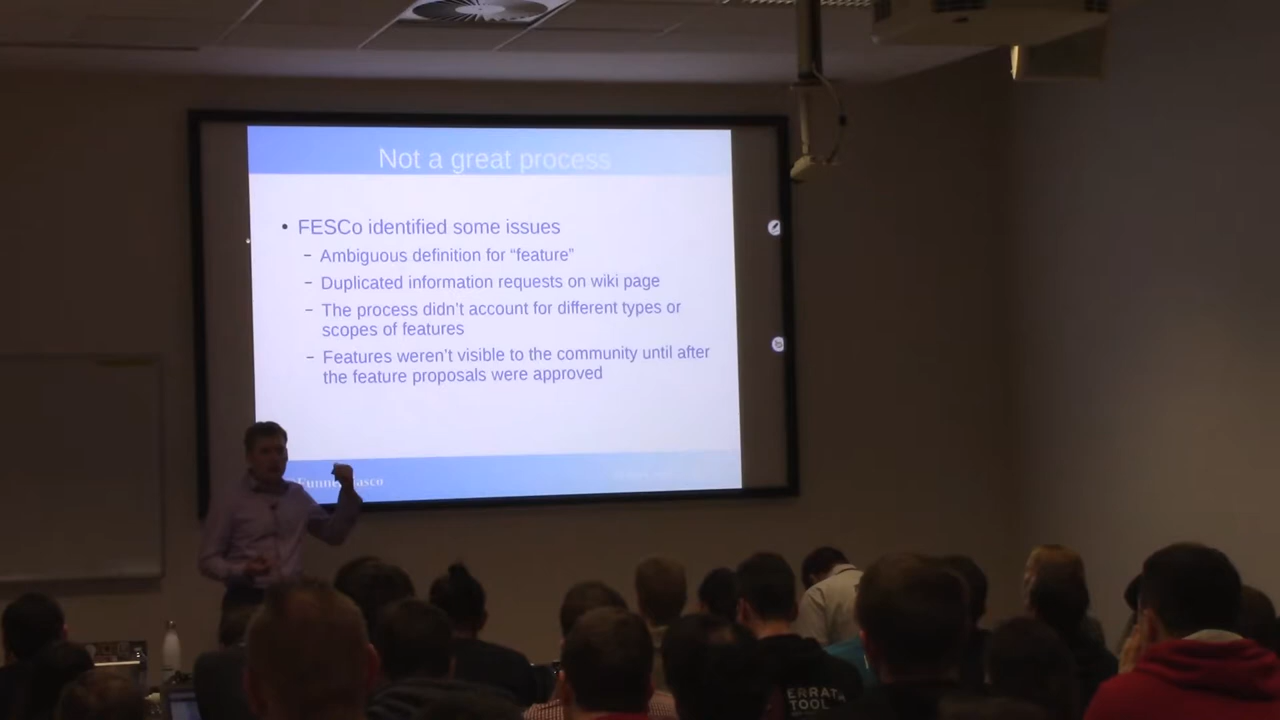 Not a great process
• FESCo identified some issues
– Ambiguous definition for “feature”
– Duplicated information requests on wiki page
– The process didn’t account for different types or
scopes of features
– Features weren’t visible to the community until after
the feature proposals were approved
ERRAT
TOOL